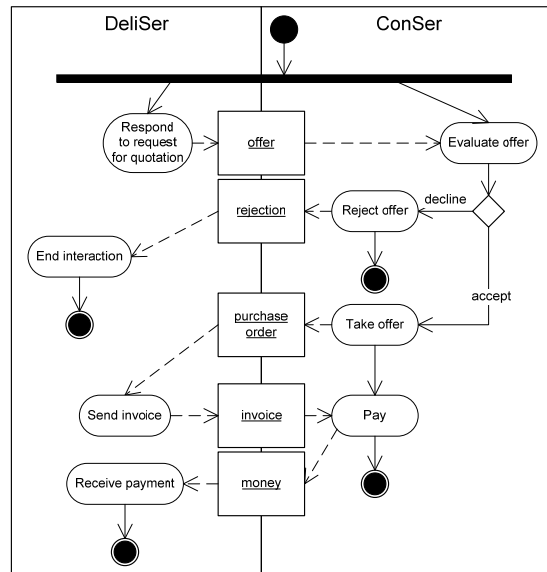 DeliSer
ConSer
Respond
to request
for quotation
offer
Evaluate offer
rejection
Reject offer
decline
End interaction
accept
purchase
order
Take offer
Send invoice
invoice
Pay
Receive payment
money